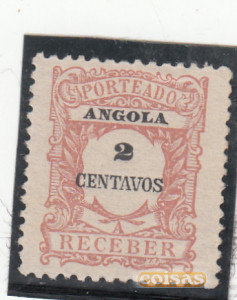 PORTEADO
ANGOLA
2
CENTAVOS
A
RECEBER
coisas